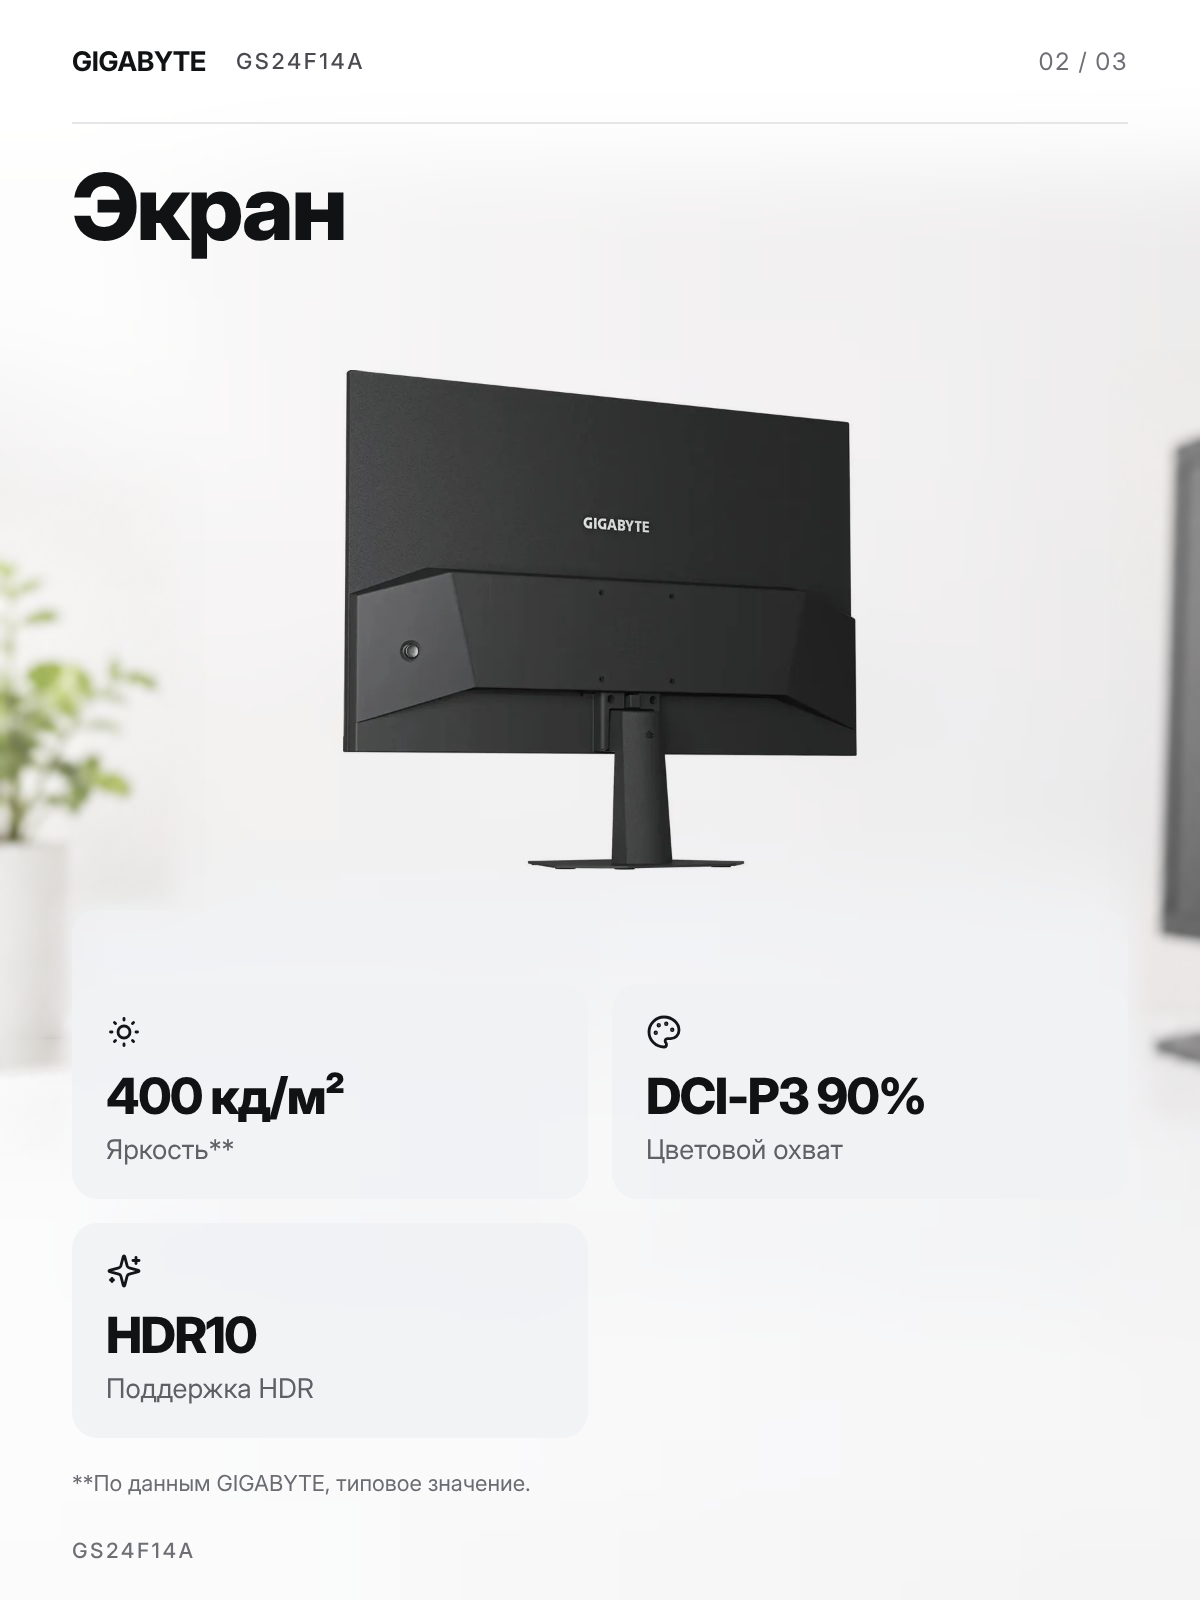 GIGABYTE GS24F14A 02 / 03
Экран
GIGABYTE
400 кд/м²
Яркость**
DCI-P3 90%
Цветовой охват
HDR10
Поддержка HDR
**По данным GIGABYTE, типовое значение.
GS24F14A